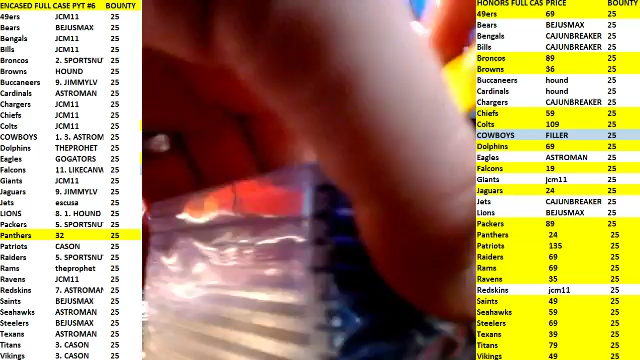 ENCASED FULL CASE PYT #6 BOUNTY
49ers JCM11 25
Bears BEJUSMAX 25
Bengals JCM11 25
Bills JCM11 25
Broncos 2. SPORTSNU 25
Browns HOUND 25
Buccaneers 9. JIMMYLV 25
Cardinals ASTROMAN 25
Chargers JCM11 25
Chiefs JCM11 25
Colts JCM11 25
COWBOYS 1. 3. ASTROM 25
Dolphins THEPROHET 25
Eagles GOGATORS 25
Falcons 11. LIKECANW 25
Giants JCM11 25
Jaguars 9. JIMMYLV 25
Jets escusa 25
LIONS 8. 1. HOUND 25
Packers 5. SPORTSNU 25
Panthers 32 25
Patriots CASON 25
Raiders 5. SPORTSNU 25
Rams theprophet 25
Ravens JCM11 25
Redskins 7. ASTROMAN 25
Saints BEJUSMAX 25
Seahawks ASTROMAN 25
Steelers BEJUSMAX 25
Texans ASTROMAN 25
Titans 3. CASON 25
Vikings 3. CASON 25
HONORS FULL CAS PRICE BOUNTY
49ers 69 25
Bears BEJUSMAX 25
Bengals CAJUNBREAKER 25
Bills CAJUNBREAKER 25
Broncos 89 25
Browns 36 25
Buccaneers hound 25
Cardinals hound 25
Chargers CAJUNBREAKER 25
Chiefs 59 25
Colts 109 25
COWBOYS FILLER 25
Dolphins 69 25
Eagles ASTROMAN 25
Falcons 19 25
Giants jcm11 25
Jaguars 24 25
Jets CAJUNBREAKER 25
Lions BEJUSMAX 25
Packers 89 25
Panthers 24 25
Patriots 135 25
Raiders 69 25
Rams 69 25
Ravens 35 25
Redskins jcm11 25
Saints 49 25
Seahawks 59 25
Steelers 69 25
Texans 39 25
Titans 79 25
Vikings 49 25